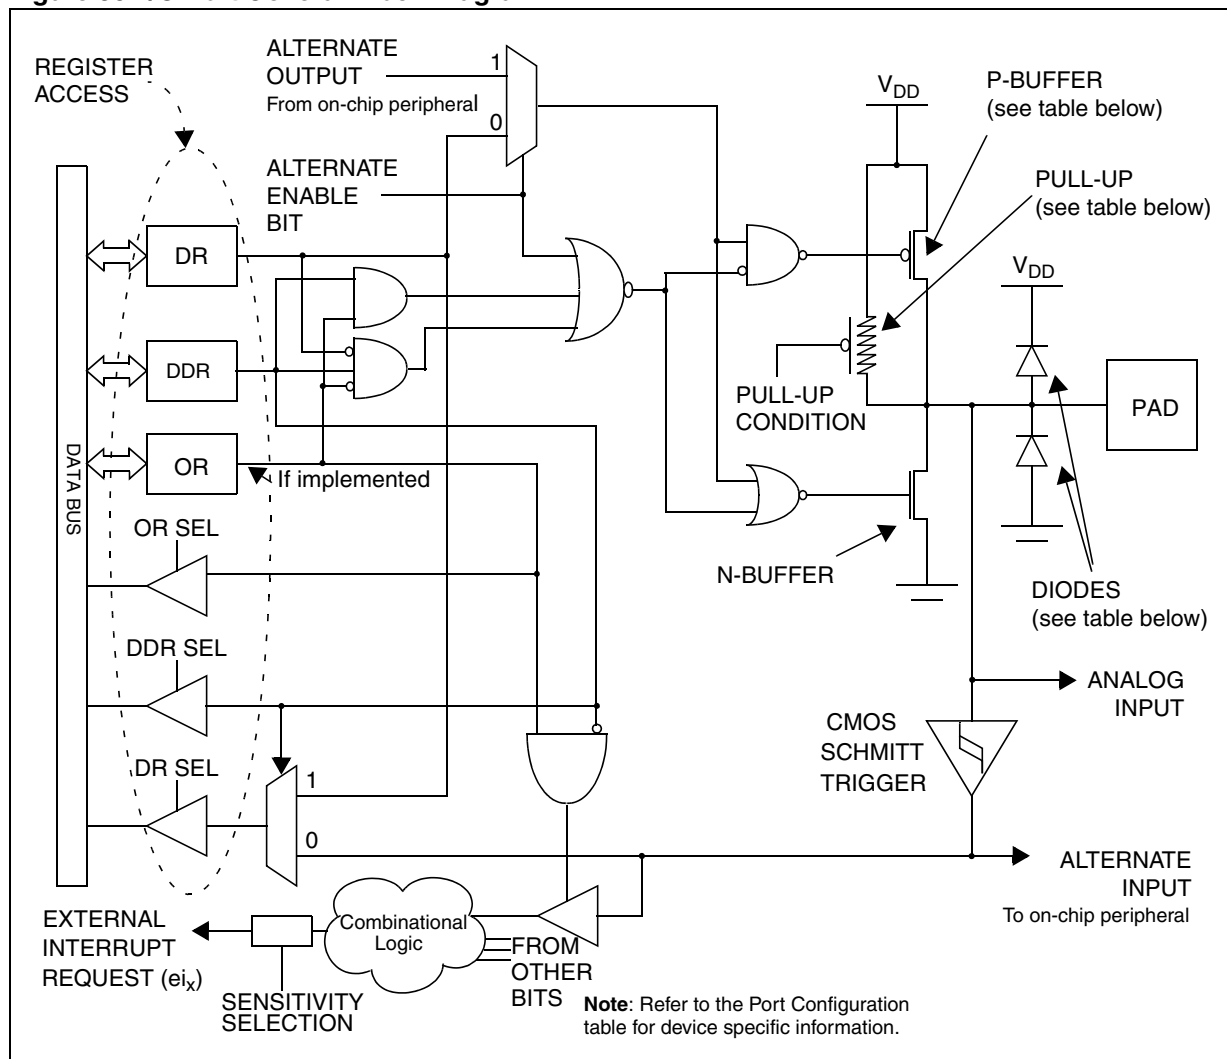 REGISTER
ACCESS
ALTERNATE
OUTPUT
From on-chip peripheral
1
0
ALTERNATE
ENABLE
BIT
V_DD
P-BUFFER
(see table below)
PULL-UP
(see table below)
V_DD
DR
DDR
OR
If implemented
PULL-UP
CONDITION
PAD
DATA BUS
OR SEL
N-BUFFER
DIODES
(see table below)
DDR SEL
ANALOG
INPUT
CMOS
SCHMITT
TRIGGER
DR SEL
1
0
ALTERNATE
INPUT
To on-chip peripheral
EXTERNAL
INTERRUPT
REQUEST (ei_x)
Combinational
Logic
FROM
OTHER
BITS
SENSITIVITY
SELECTION
Note: Refer to the Port Configuration
table for device specific information.